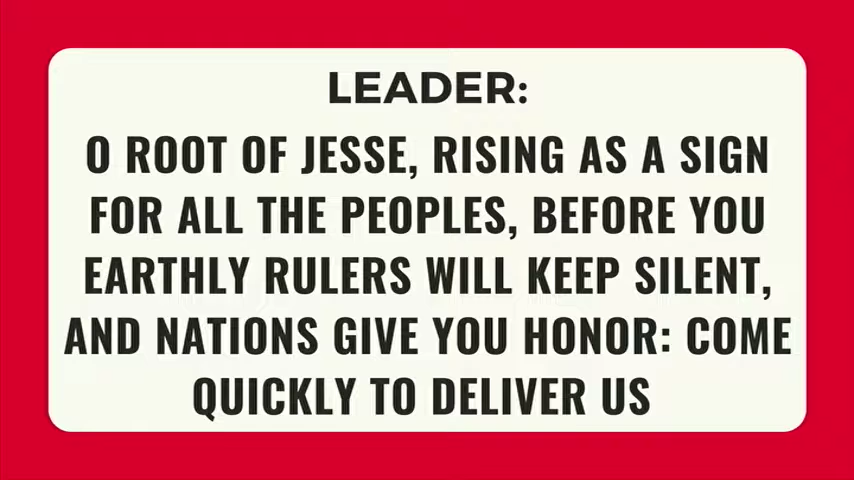 LEADER:
O ROOT OF JESSE, RISING AS A SIGN
FOR ALL THE PEOPLES, BEFORE YOU
EARTHLY RULERS WILL KEEP SILENT,
AND NATIONS GIVE YOU HONOR: COME
QUICKLY TO DELIVER US